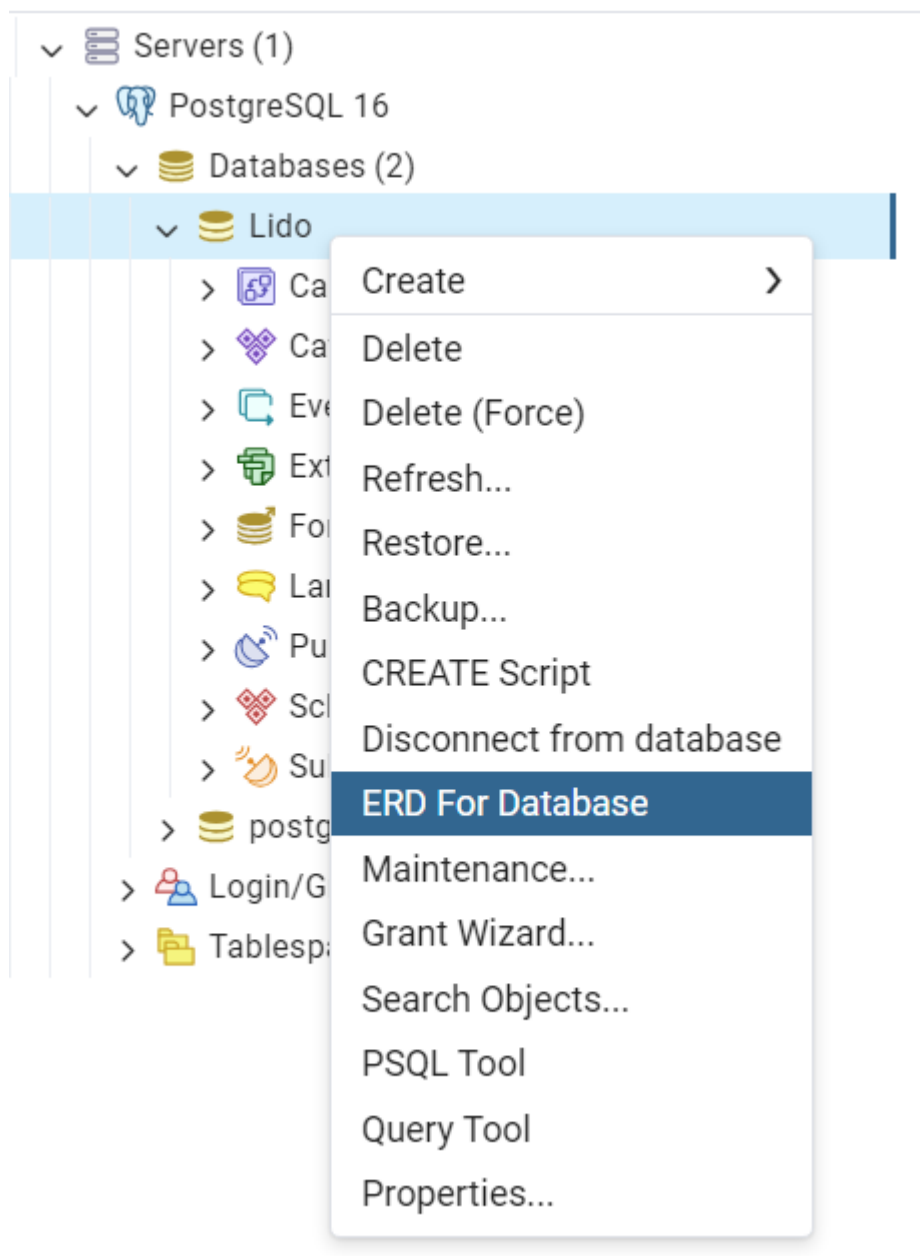 Servers (1)
PostgreSQL 16
Databases (2)
Lido
Create
Delete
Delete (Force)
Refresh...
Restore...
Backup...
CREATE Script
Disconnect from database
ERD For Database
Maintenance...
Grant Wizard...
Search Objects...
PSQL Tool
Query Tool
Properties...
Login/G